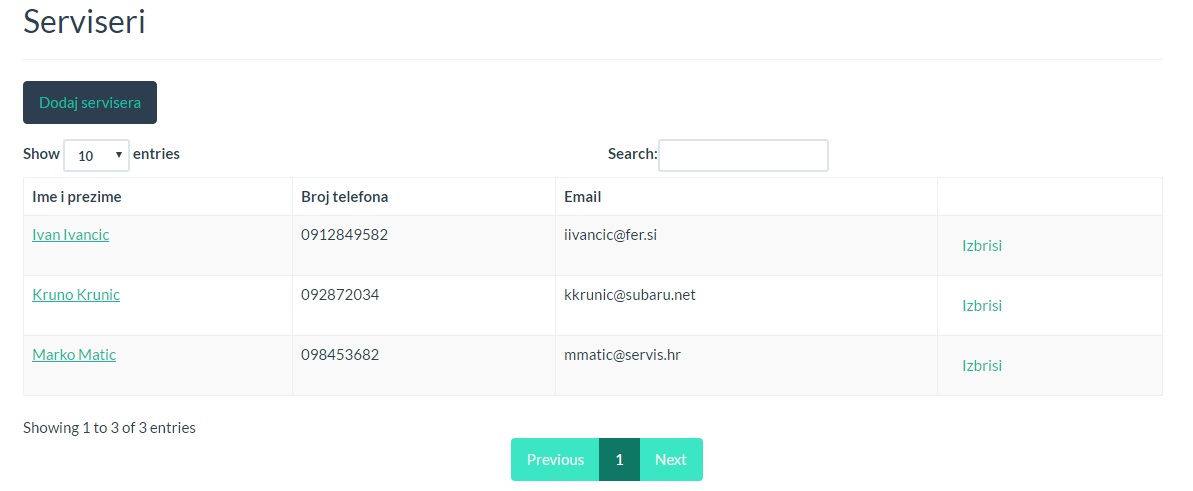 Serviseri
Dodaj servisera
Show 10 entries Search:
Ime i prezime Broj telefona Email
Ivan Ivancic 0912849582 iivancic@fer.si Izbrisi
Kruno Krunic 092872034 kkrunic@subaru.net Izbrisi
Marko Matic 098453682 mmatic@servis.hr Izbrisi
Showing 1 to 3 of 3 entries
Previous 1 Next